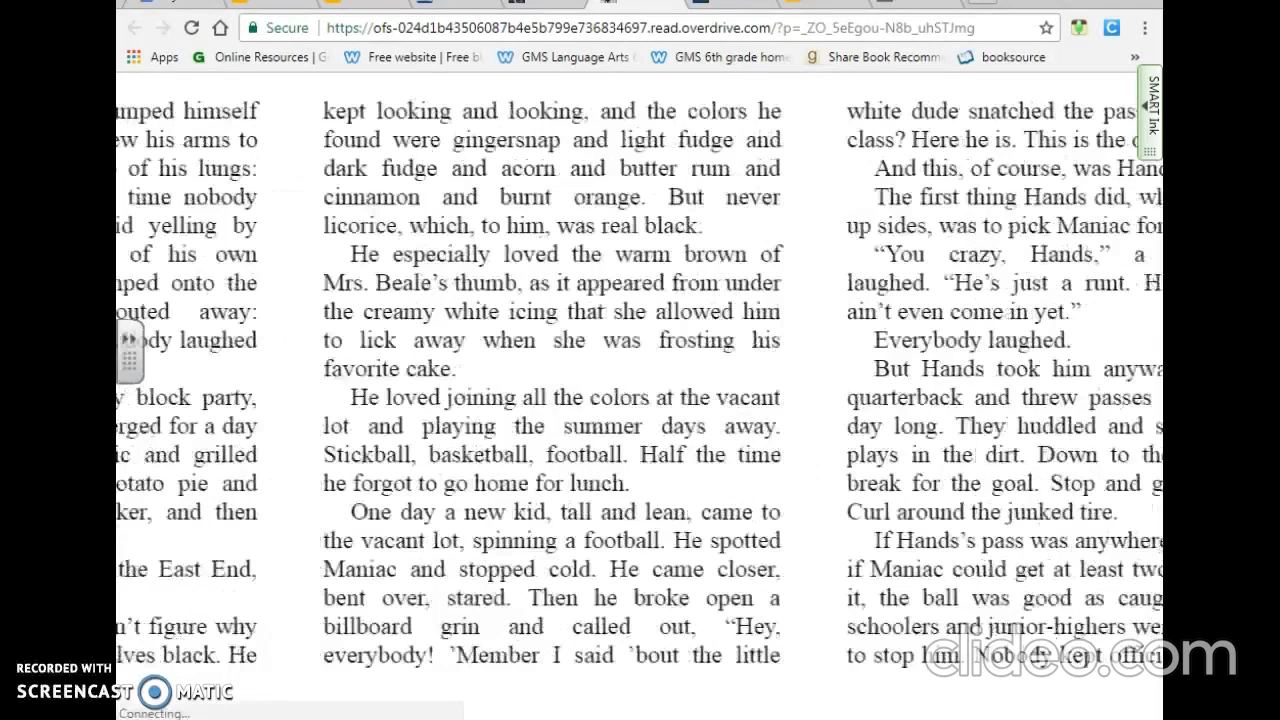 Secure
https://ofs-024d1b43506087b4e5b799e736834697.read.overdrive.com/?p=_ZO_5eEgou-N8b_uhSTJmg
Apps
Online Resources | G
Free website | Free b
GMS Language Arts
GMS 6th grade home
Share Book Recomm
booksource
»
SMART Ink
umped himself
ew his arms to
of his lungs:
time nobody
id yelling by
of his own
nped onto the
outed away:
ody laughed
y block party,
erged for a day
ic and grilled
otato pie and
ker, and then
the East End,
n't figure why
lves black. He
kept looking and looking, and the colors he
found were gingersnap and light fudge and
dark fudge and acorn and butter rum and
cinnamon and burnt orange. But never
licorice, which, to him, was real black.
He especially loved the warm brown of
Mrs. Beale's thumb, as it appeared from under
the creamy white icing that she allowed him
to lick away when she was frosting his
favorite cake.
He loved joining all the colors at the vacant
lot and playing the summer days away.
Stickball, basketball, football. Half the time
he forgot to go home for lunch.
One day a new kid, tall and lean, came to
the vacant lot, spinning a football. He spotted
Maniac and stopped cold. He came closer,
bent over, stared. Then he broke open a
billboard grin and called out, “Hey,
everybody! ’Member I said ’bout the little
white dude snatched the pas
class? Here he is. This is the
And this, of course, was Hand
The first thing Hands did, w
up sides, was to pick Maniac for
“You crazy, Hands,” a
laughed. “He’s just a runt. H
ain’t even come in yet.”
Everybody laughed.
But Hands took him anywa
quarterback and threw passes
day long. They huddled and s
plays in the dirt. Down to th
break for the goal. Stop and g
Curl around the junked tire.
If Hands’s pass was anywhere
if Maniac could get at least two
it, the ball was good as caug
schoolers and junior-highers we
to stop him. Nobody kept offici
clideo.com
RECORDED WITH
SCREENCAST MATIC
Connecting...